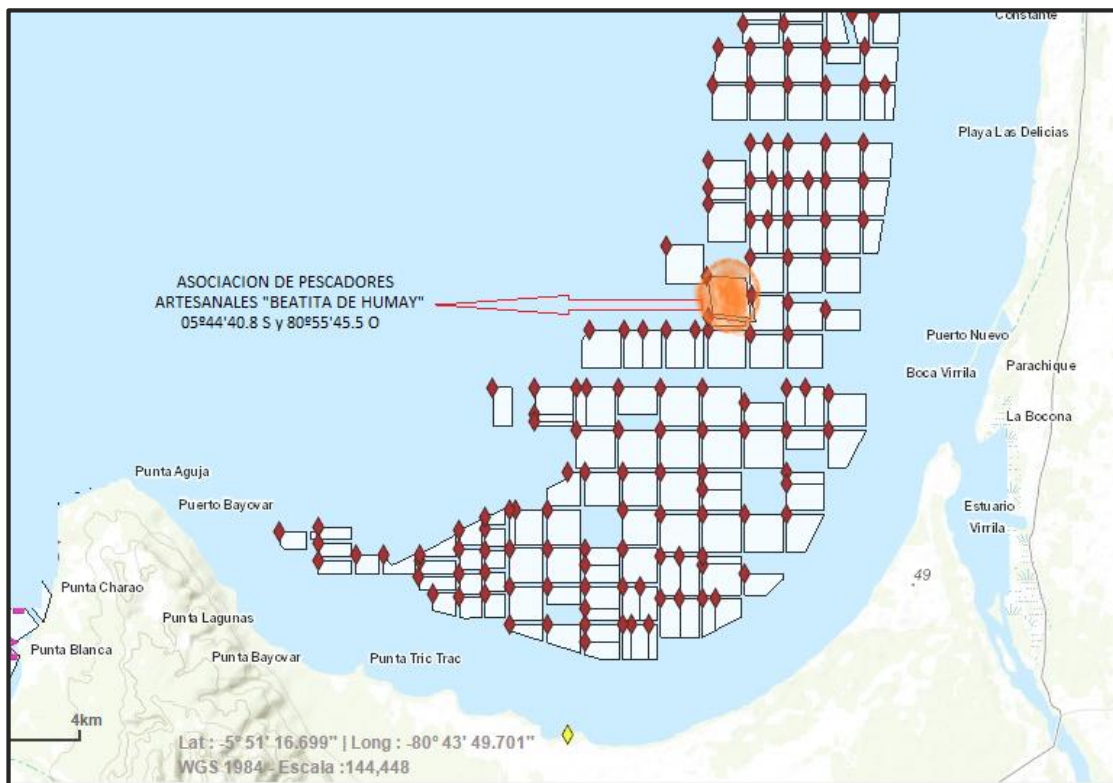 Constante
Playa Las Delicias
ASOCIACION DE PESCADORES
ARTESANALES "BEATITA DE HUMAY"
05º44'40.8 S y 80º55'45.5 O
Puerto Nuevo
Parachique
Boca Virrila
La Bocona
Punta Aguja
Puerto Bayovar
Estuario
Virrila
49
Punta Charao
Punta Lagunas
Punta Blanca
Punta Bayovar
Punta Tric Trac
4km
Lat : -5° 51' 16.699" | Long : -80° 43' 49.701"
WGS 1984 - Escala :144,448